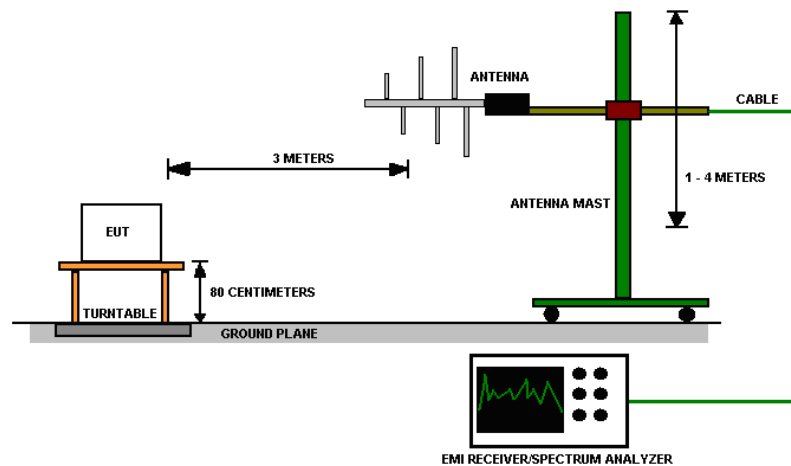 ANTENNA
CABLE
3 METERS
1 - 4 METERS
ANTENNA MAST
EUT
80 CENTIMETERS
TURNTABLE
GROUND PLANE
EMI RECEIVER/SPECTRUM ANALYZER